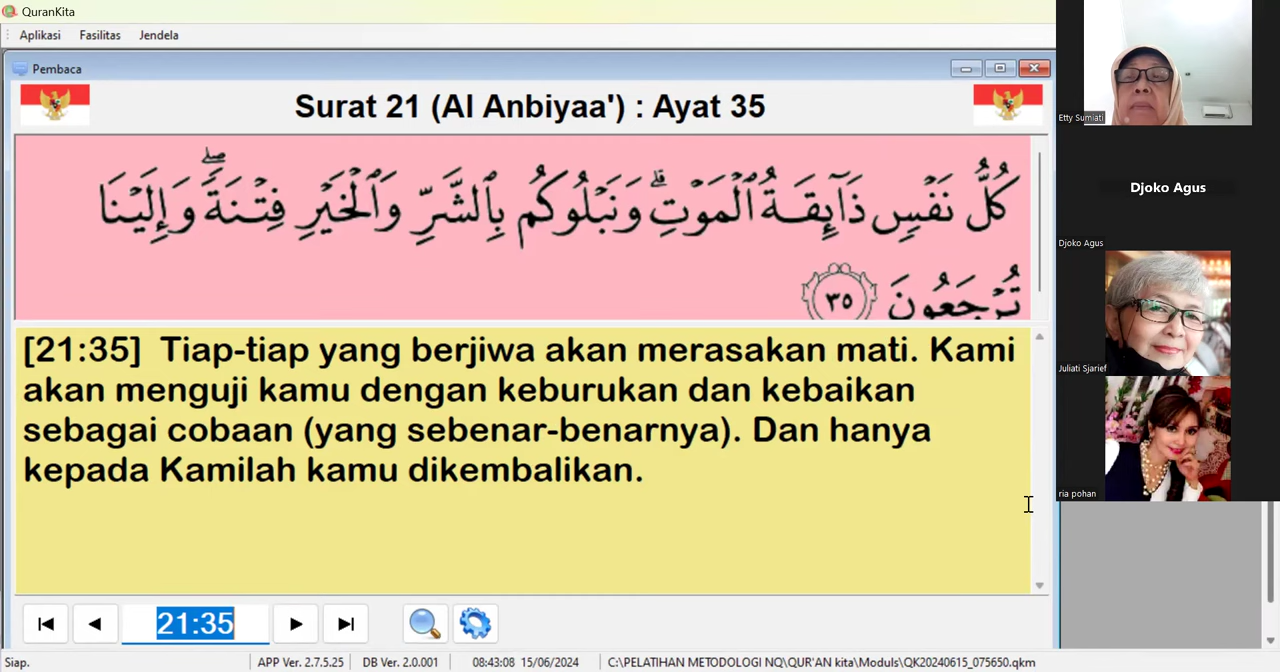 QuranKita
Aplikasi Fasilitas Jendela
Pembaca
Surat 21 (Al Anbiyaa') : Ayat 35
كُلُّ نَفْسٍ ذَآئِقَةُ ٱلْمَوْتِ ۗ وَنَبْلُوكُم بِٱلشَّرِّ وَٱلْخَيْرِ فِتْنَةً ۖ وَإِلَيْنَا
تُرْجَعُونَ ٣٥
[21:35] Tiap-tiap yang berjiwa akan merasakan mati. Kami
akan menguji kamu dengan keburukan dan kebaikan
sebagai cobaan (yang sebenar-benarnya). Dan hanya
kepada Kamilah kamu dikembalikan.
21:35
Siap. APP Ver. 2.7.5.25 DB Ver. 2.0.001 08:43:08 15/06/2024 C:\PELATIHAN METODOLOGI NQ\QUR'AN kita\Moduls\QK20240615_075650.qkm
Etty Sumiati
Djoko Agus
Djoko Agus
Juliati Sjarief
ria pohan